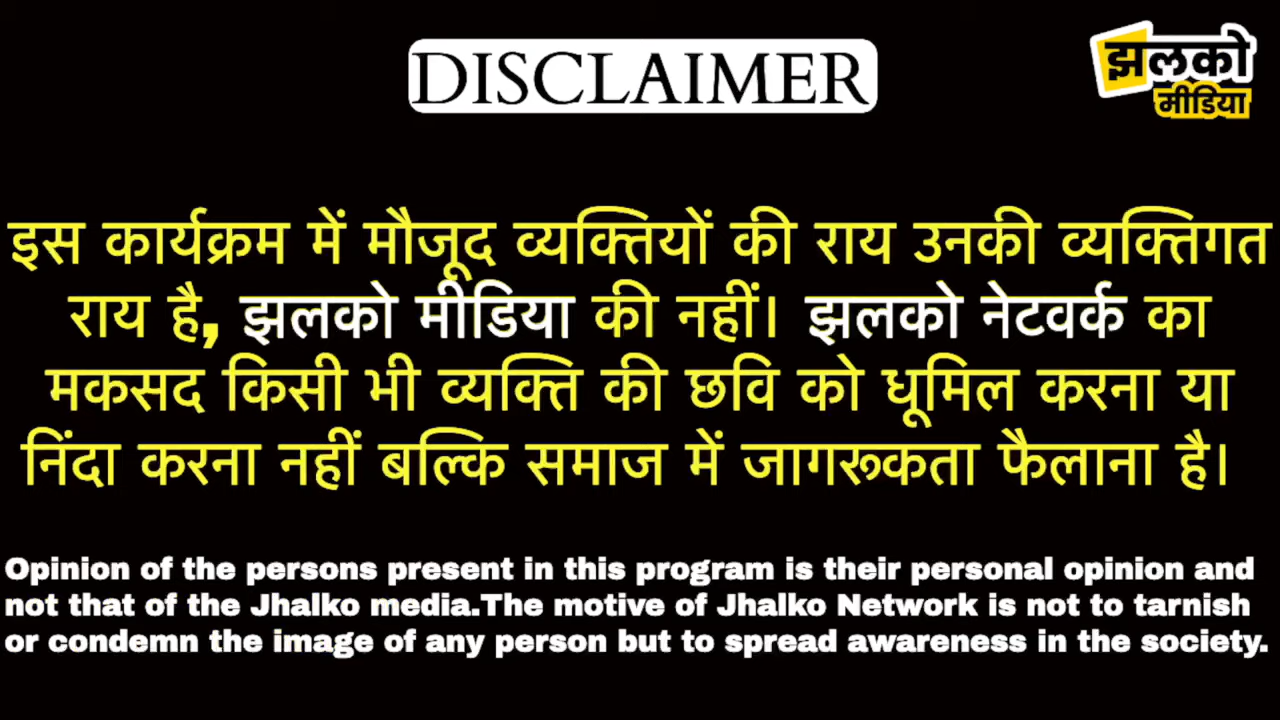 DISCLAIMER
झलको
मीडिया
इस कार्यक्रम में मौजूद व्यक्तियों की राय उनकी व्यक्तिगत
राय है, झलको मीडिया की नहीं। झलको नेटवर्क का
मकसद किसी भी व्यक्ति की छवि को धूमिल करना या
निंदा करना नहीं बल्कि समाज में जागरूकता फैलाना है।
Opinion of the persons present in this program is their personal opinion and
not that of the Jhalko media.The motive of Jhalko Network is not to tarnish
or condemn the image of any person but to spread awareness in the society.